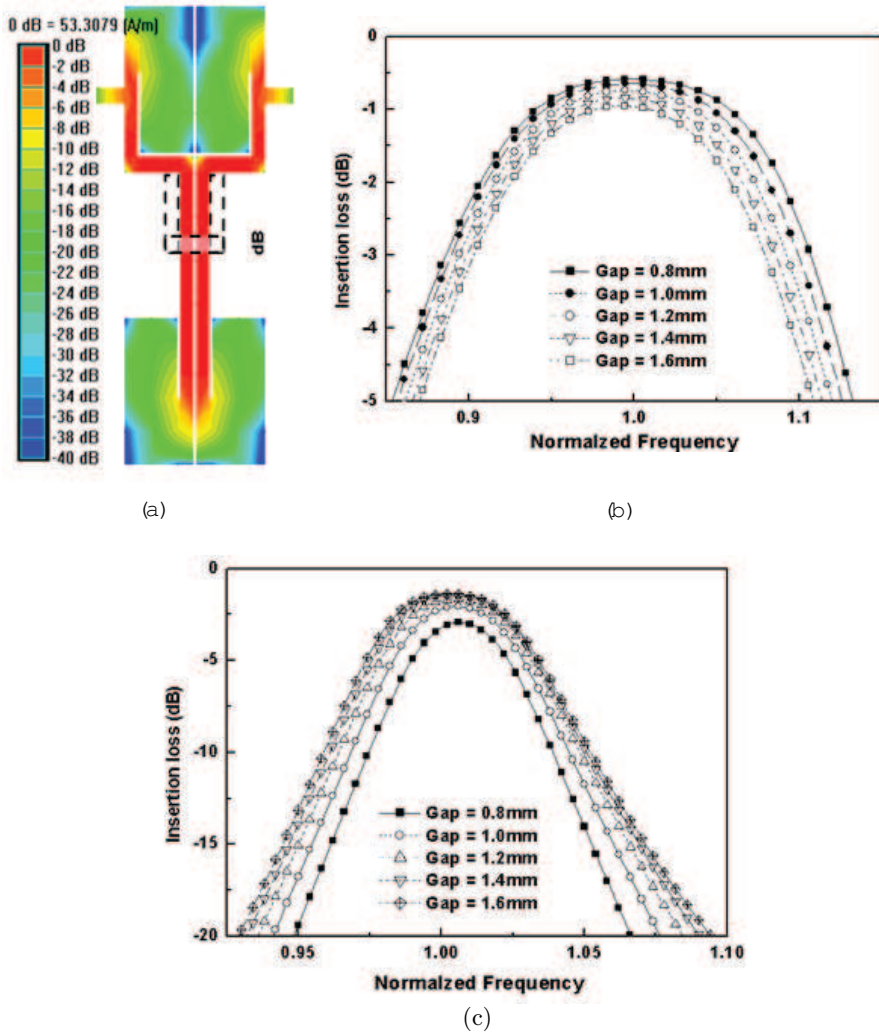 0 dB = 53.3079 (A/m)
0 dB
-2 dB
-4 dB
-6 dB
-8 dB
-10 dB
-12 dB
-14 dB
-16 dB
-18 dB
-20 dB
-22 dB
-24 dB
-26 dB
-28 dB
-30 dB
-32 dB
-34 dB
-36 dB
-38 dB
-40 dB
(a)
0
-1
-2
-3
-4
-5
Insertion loss (dB)
Gap = 0.8mm
Gap = 1.0mm
Gap = 1.2mm
Gap = 1.4mm
Gap = 1.6mm
0.9
1.0
1.1
Normalzed Frequency
(b)
0
-5
-10
-15
-20
Insertion loss (dB)
Gap = 0.8mm
Gap = 1.0mm
Gap = 1.2mm
Gap = 1.4mm
Gap = 1.6mm
0.95
1.00
1.05
1.10
Normalzed Frequency
(c)